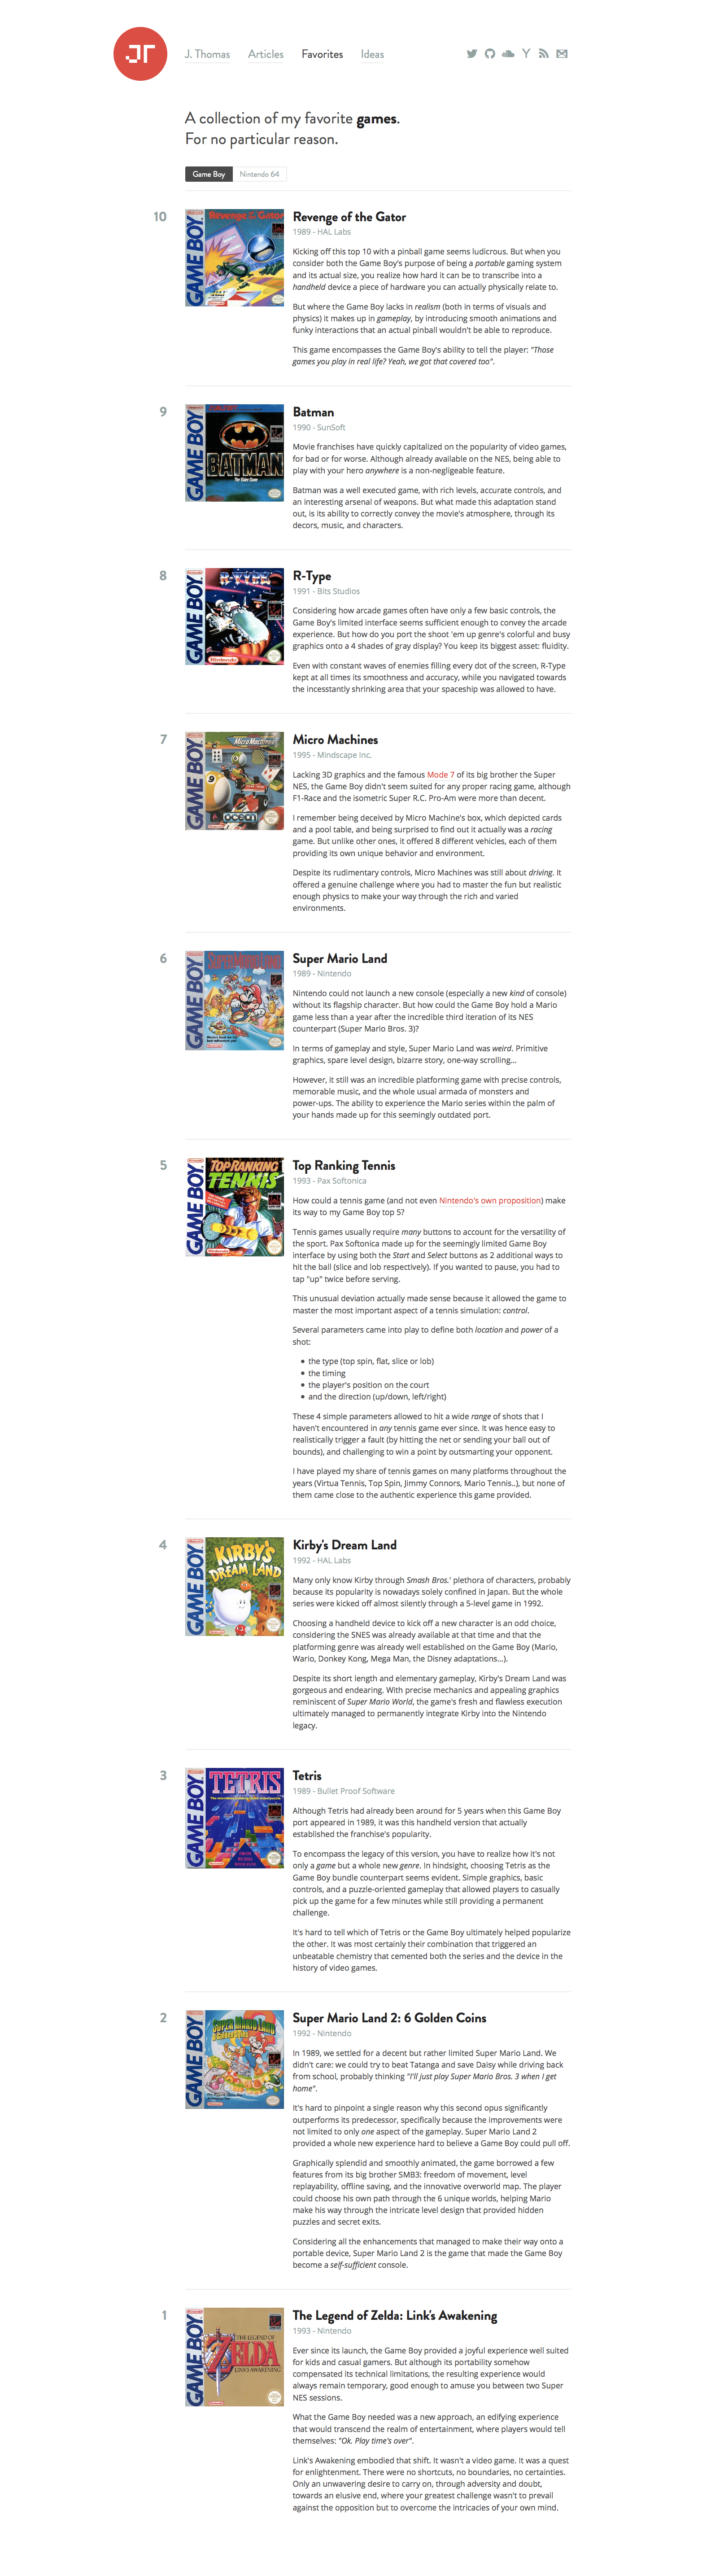 JT
J. Thomas
Articles
Favorites
Ideas
A collection of my favorite games.
For no particular reason.
Game Boy
Nintendo 64
10
GAME BOY
Revenge of the Gator
Revenge of the Gator
1989 - HAL Labs
Kicking off this top 10 with a pinball game seems ludicrous. But when you
consider both the Game Boy's purpose of being a portable gaming system
and its actual size, you realize how hard it can be to transcribe into a
handheld device a piece of hardware you can actually physically relate to.
But where the Game Boy lacks in realism (both in terms of visuals and
physics) it makes up in gameplay, by introducing smooth animations and
funky interactions that an actual pinball wouldn't be able to reproduce.
This game encompasses the Game Boy's ability to tell the player: "Those
games you play in real life? Yeah, we got that covered too".
9
GAME BOY
BATMAN
The Video Game
Batman
1990 - SunSoft
Movie franchises have quickly capitalized on the popularity of video games,
for bad or for worse. Although already available on the NES, being able to
play with your hero anywhere is a non-negligeable feature.
Batman was a well executed game, with rich levels, accurate controls, and
an interesting arsenal of weapons. But what made this adaptation stand
out, is its ability to correctly convey the movie's atmosphere, through its
decors, music, and characters.
8
GAME BOY
R-TYPE
Nintendo
R-Type
1991 - Bits Studios
Considering how arcade games often have only a few basic controls, the
Game Boy's limited interface seems sufficient enough to convey the arcade
experience. But how do you port the shoot 'em up genre's colorful and busy
graphics onto a 4 shades of gray display? You keep its biggest asset: fluidity.
Even with constant waves of enemies filling every dot of the screen, R-Type
kept at all times its smoothness and accuracy, while you navigated towards
the incesstantly shrinking area that your spaceship was allowed to have.
7
GAME BOY
Micro Machines
9
ocean
Micro Machines
1995 - Mindscape Inc.
Lacking 3D graphics and the famous Mode 7 of its big brother the Super
NES, the Game Boy didn't seem suited for any proper racing game, although
F1-Race and the isometric Super R.C. Pro-Am were more than decent.
I remember being deceived by Micro Machine's box, which depicted cards
and a pool table, and being surprised to find out it actually was a racing
game. But unlike other ones, it offered 8 different vehicles, each of them
providing its own unique behavior and environment.
Despite its rudimentary controls, Micro Machines was still about driving. It
offered a genuine challenge where you had to master the fun but realistic
enough physics to make your way through the rich and varied
environments.
6
GAME BOY
SUPER MARIO LAND
Super Mario Land
1989 - Nintendo
Nintendo could not launch a new console (especially a new kind of console)
without its flagship character. But how could the Game Boy hold a Mario
game less than a year after the incredible third iteration of its NES
counterpart (Super Mario Bros. 3)?
In terms of gameplay and style, Super Mario Land was weird. Primitive
graphics, spare level design, bizarre story, one-way scrolling...
However, it still was an incredible platforming game with precise controls,
memorable music, and the whole usual armada of monsters and
power-ups. The ability to experience the Mario series within the palm of
your hands made up for this seemingly outdated port.
5
GAME BOY
TOP RANKING
TENNIS
Top Ranking Tennis
1993 - Pax Softonica
How could a tennis game (and not even Nintendo's own proposition) make
its way to my Game Boy top 5?
Tennis games usually require many buttons to account for the versatility of
the sport. Pax Softonica made up for the seemingly limited Game Boy
interface by using both the Start and Select buttons as 2 additional ways to
hit the ball (slice and lob respectively). If you wanted to pause, you had to
tap "up" twice before serving.
This unusual deviation actually made sense because it allowed the game to
master the most important aspect of a tennis simulation: control.
Several parameters came into play to define both location and power of a
shot:
• the type (top spin, flat, slice or lob)
• the timing
• the player's position on the court
• and the direction (up/down, left/right)
These 4 simple parameters allowed to hit a wide range of shots that I
haven't encountered in any tennis game ever since. It was hence easy to
realistically trigger a fault (by hitting the net or sending your ball out of
bounds), and challenging to win a point by outsmarting your opponent.
I have played my share of tennis games on many platforms throughout the
years (Virtua Tennis, Top Spin, Jimmy Connors, Mario Tennis..), but none of
them came close to the authentic experience this game provided.
4
GAME BOY
KIRBY'S
DREAM LAND
Kirby's Dream Land
1992 - HAL Labs
Many only know Kirby through Smash Bros.' plethora of characters, probably
because its popularity is nowadays solely confined in Japan. But the whole
series were kicked off almost silently through a 5-level game in 1992.
Choosing a handheld device to kick off a new character is an odd choice,
considering the SNES was already available at that time and that the
platforming genre was already well established on the Game Boy (Mario,
Wario, Donkey Kong, Mega Man, the Disney adaptations...).
Despite its short length and elementary gameplay, Kirby's Dream Land was
gorgeous and endearing. With precise mechanics and appealing graphics
reminiscent of Super Mario World, the game's fresh and flawless execution
ultimately managed to permanently integrate Kirby into the Nintendo
legacy.
3
GAME BOY
TETRIS
Tetris
1989 - Bullet Proof Software
Although Tetris had already been around for 5 years when this Game Boy
port appeared in 1989, it was this handheld version that actually
established the franchise's popularity.
To encompass the legacy of this version, you have to realize how it's not
only a game but a whole new genre. In hindsight, choosing Tetris as the
Game Boy bundle counterpart seems evident. Simple graphics, basic
controls, and a puzzle-oriented gameplay that allowed players to casually
pick up the game for a few minutes while still providing a permanent
challenge.
It's hard to tell which of Tetris or the Game Boy ultimately helped popularize
the other. It was most certainly their combination that triggered an
unbeatable chemistry that cemented both the series and the device in the
history of video games.
2
GAME BOY
SUPER MARIO LAND
Super Mario Land 2: 6 Golden Coins
1992 - Nintendo
In 1989, we settled for a decent but rather limited Super Mario Land. We
didn't care: we could try to beat Tatanga and save Daisy while driving back
from school, probably thinking "I'll just play Super Mario Bros. 3 when I get
home".
It's hard to pinpoint a single reason why this second opus significantly
outperforms its predecessor, specifically because the improvements were
not limited to only one aspect of the gameplay. Super Mario Land 2
provided a whole new experience hard to believe a Game Boy could pull off.
Graphically splendid and smoothly animated, the game borrowed a few
features from its big brother SMB3: freedom of movement, level
replayability, offline saving, and the innovative overworld map. The player
could choose his own path through the 6 unique worlds, helping Mario
make his way through the intricate level design that provided hidden
puzzles and secret exits.
Considering all the enhancements that managed to make their way onto a
portable device, Super Mario Land 2 is the game that made the Game Boy
become a self-sufficient console.
1
GAME BOY
THE LEGEND OF
ZELDA
LINK'S AWAKENING
The Legend of Zelda: Link's Awakening
1993 - Nintendo
Ever since its launch, the Game Boy provided a joyful experience well suited
for kids and casual gamers. But although its portability somehow
compensated its technical limitations, the resulting experience would
always remain temporary, good enough to amuse you between two Super
NES sessions.
What the Game Boy needed was a new approach, an edifying experience
that would transcend the realm of entertainment, where players would tell
themselves: "Ok. Play time's over".
Link's Awakening embodied that shift. It wasn't a video game. It was a quest
for enlightenment. There were no shortcuts, no boundaries, no certainties.
Only an unwavering desire to carry on, through adversity and doubt,
towards an elusive end, where your greatest challenge wasn't to prevail
against the opposition but to overcome the intricacies of your own mind.